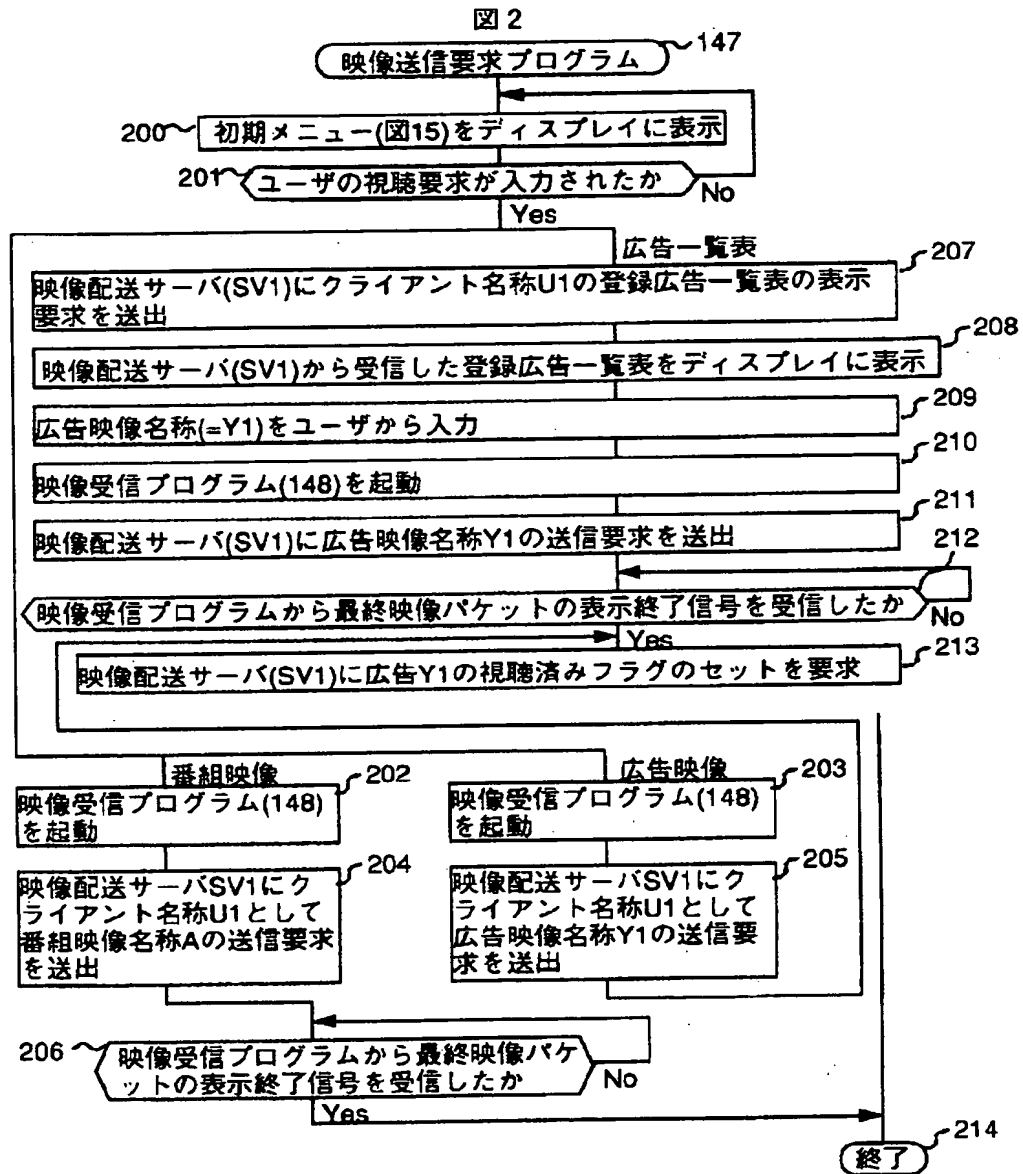 図2
映像送信要求プログラム
147
200
初期メニュー(図15)をディスプレイに表示
201
ユーザの視聴要求が入力されたか
No
Yes
広告一覧表
207
映像配送サーバ(SV1)にクライアント名称U1の登録広告一覧表の表示
要求を送出
208
映像配送サーバ(SV1)から受信した登録広告一覧表をディスプレイに表示
209
広告映像名称(=Y1)をユーザから入力
210
映像受信プログラム(148)を起動
211
映像配送サーバ(SV1)に広告映像名称Y1の送信要求を送出
212
映像受信プログラムから最終映像パケットの表示終了信号を受信したか
No
Yes
213
映像配送サーバ(SV1)に広告Y1の視聴済みフラグのセットを要求
番組映像
202
映像受信プログラム(148)
を起動
広告映像
203
映像受信プログラム(148)
を起動
204
映像配送サーバSV1にク
ライアント名称U1として
番組映像名称Aの送信要求
を送出
205
映像配送サーバSV1にク
ライアント名称U1として
広告映像名称Y1の送信要
求を送出
206
映像受信プログラムから最終映像パケ
ットの表示終了信号を受信したか
No
Yes
214
終了